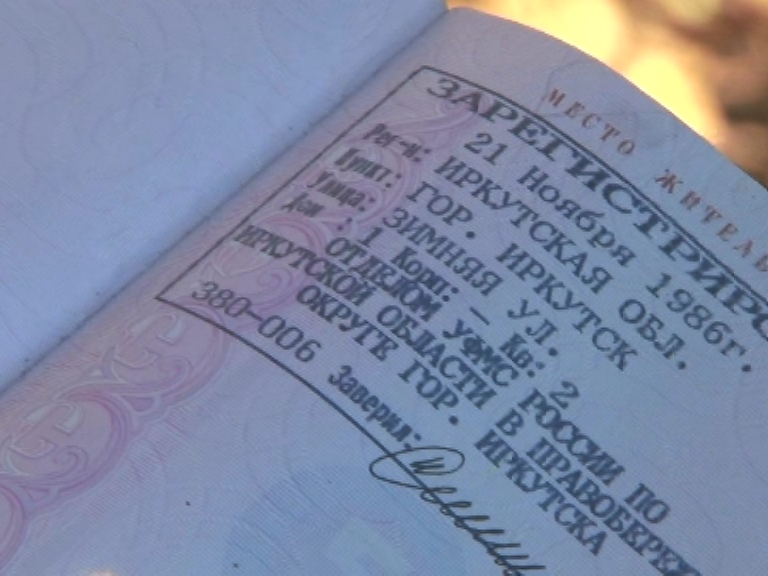 МЕСТО ЖИТЕЛЬ
ЗАРЕГИСТРИРО
21 Ноября 1986г.
Рег-н: ИРКУТСКАЯ ОБЛ.
Пункт: ГОР. ИРКУТСК
Улица: ЗИМНЯЯ УЛ.
Дом : 1 Корп: - Кв: 2
ОТДЕЛОМ УФМС РОССИИ ПО
ИРКУТСКОЙ ОБЛАСТИ В ПРАВОБЕРЕЖ
ОКРУГЕ ГОР. ИРКУТСКА
380-006 Заверил: